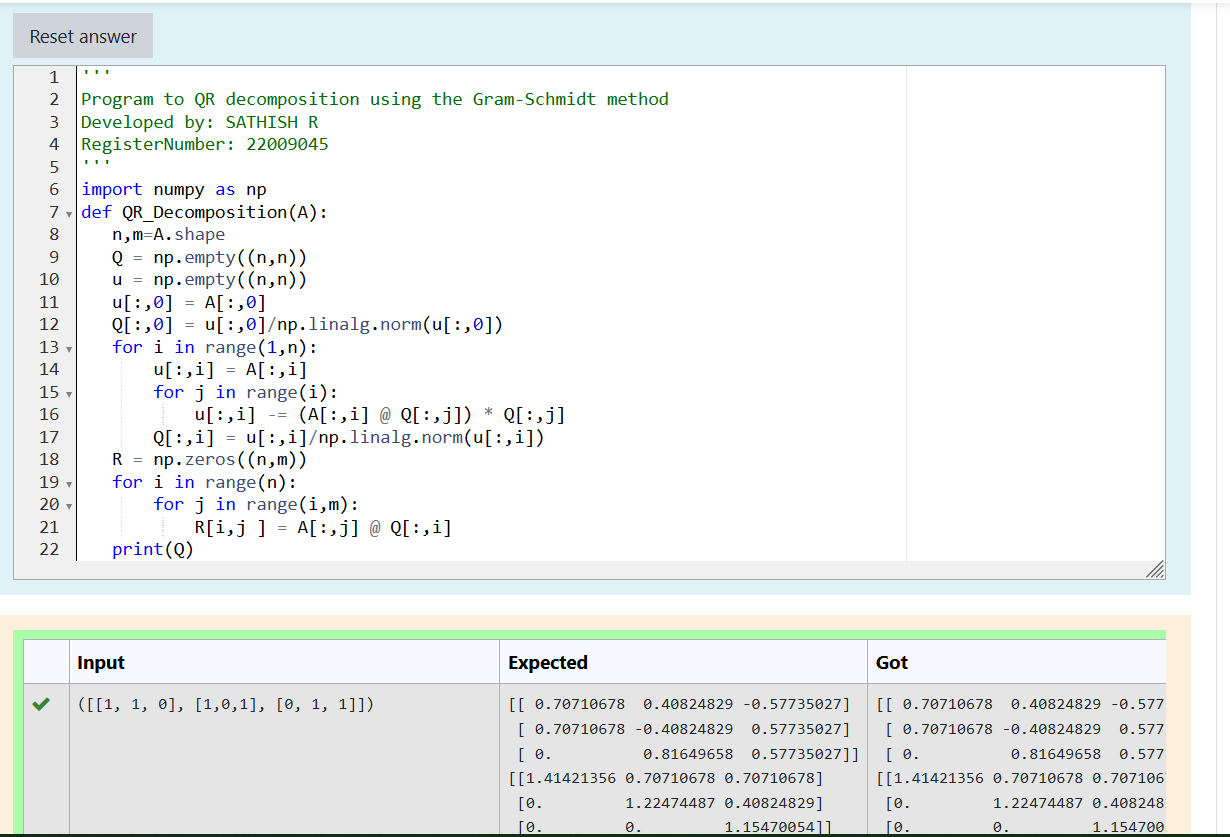 Reset answer
1 '''
2 Program to QR decomposition using the Gram-Schmidt method
3 Developed by: SATHISH R
4 RegisterNumber: 22009045
5 '''
6 import numpy as np
7 def QR_Decomposition(A):
8    n,m=A.shape
9    Q = np.empty((n,n))
10    u = np.empty((n,n))
11    u[:,0] = A[:,0]
12    Q[:,0] = u[:,0]/np.linalg.norm(u[:,0])
13    for i in range(1,n):
14        u[:,i] = A[:,i]
15        for j in range(i):
16            u[:,i] -= (A[:,i] @ Q[:,j]) * Q[:,j]
17        Q[:,i] = u[:,i]/np.linalg.norm(u[:,i])
18    R = np.zeros((n,m))
19    for i in range(n):
20        for j in range(i,m):
21            R[i,j ] = A[:,j] @ Q[:,i]
22    print(Q)
Input Expected Got
([[1, 1, 0], [1,0,1], [0, 1, 1]]) [[ 0.70710678  0.40824829 -0.57735027] [[ 0.70710678  0.40824829 -0.577
[ 0.70710678 -0.40824829  0.57735027] [ 0.70710678 -0.40824829  0.577
[ 0.          0.81649658  0.57735027]] [ 0.          0.81649658  0.577
[[1.41421356 0.70710678 0.70710678] [[1.41421356 0.70710678 0.707106
[0.         1.22474487 0.40824829] [0.         1.22474487 0.408248
[0.         0.         1.15470054]] [0.         0.         1.154700